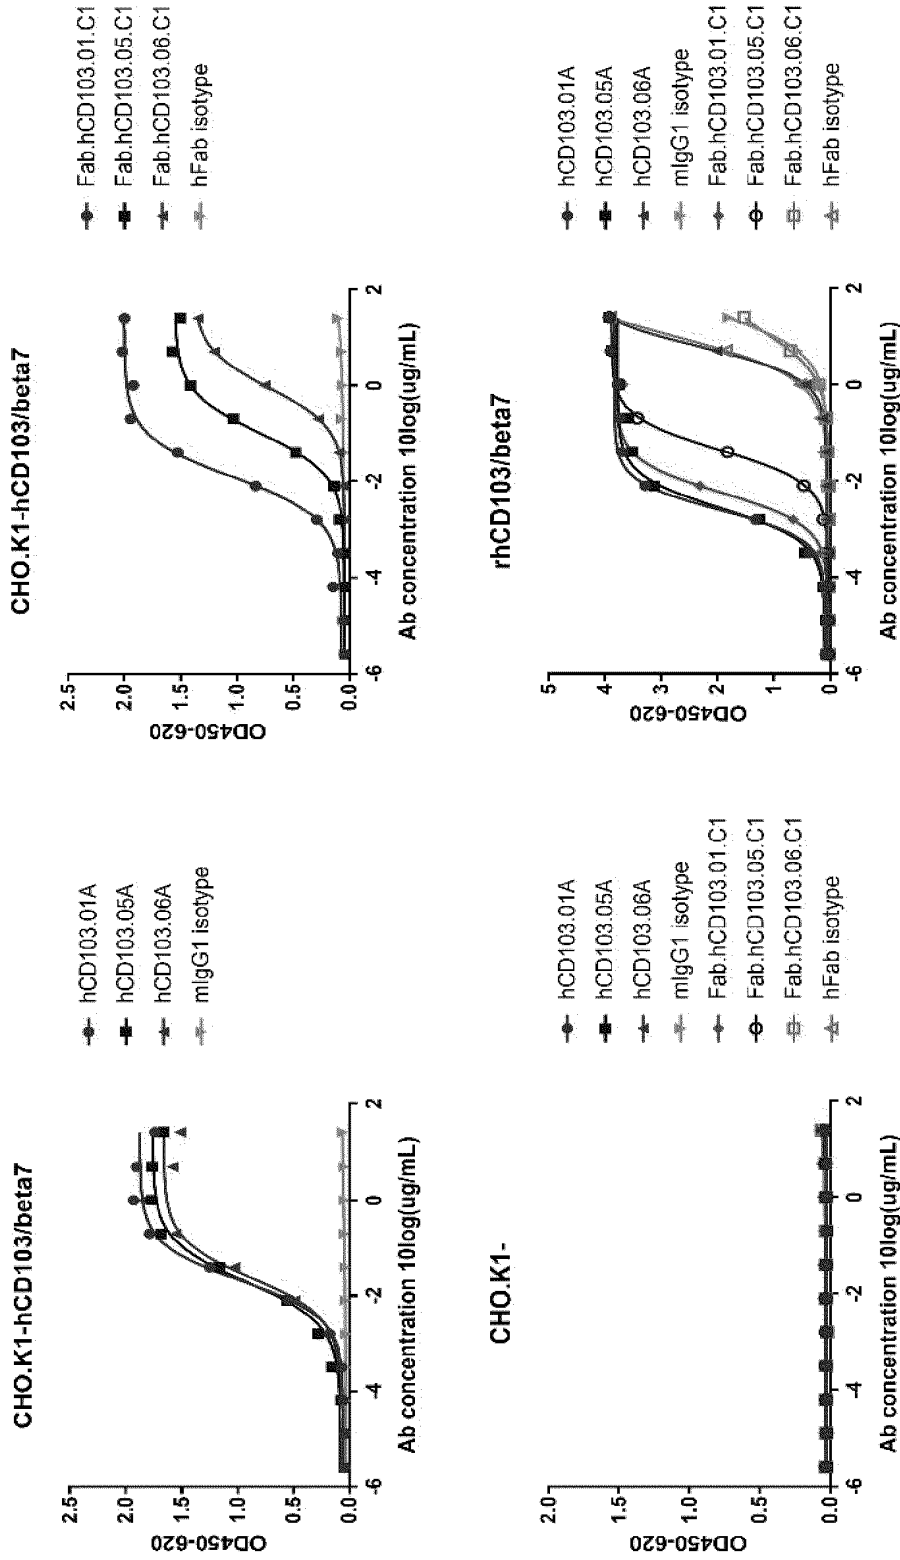 CHO.K1-hCD103/beta7
2.5
2.0
1.5
1.0
0.5
0.0
OD450-620
-6
-4
-2
0
2
Ab concentration 10log(ug/mL)
hCD103.01A
hCD103.05A
hCD103.06A
mIgG1 isotype
CHO.K1-hCD103/beta7
2.5
2.0
1.5
1.0
0.5
0.0
OD450-620
-6
-4
-2
0
2
Ab concentration 10log(ug/mL)
Fab.hCD103.01.C1
Fab.hCD103.05.C1
Fab.hCD103.06.C1
hFab isotype
CHO.K1-
2.0
1.5
1.0
0.5
0.0
OD450-620
-6
-4
-2
0
2
Ab concentration 10log(ug/mL)
hCD103.01A
hCD103.05A
hCD103.06A
mIgG1 isotype
Fab.hCD103.01.C1
Fab.hCD103.05.C1
Fab.hCD103.06.C1
hFab isotype
rhCD103/beta7
5
4
3
2
1
0
OD450-620
-6
-4
-2
0
2
Ab concentration 10log(ug/mL)
hCD103.01A
hCD103.05A
hCD103.06A
mIgG1 isotype
Fab.hCD103.01.C1
Fab.hCD103.05.C1
Fab.hCD103.06.C1
hFab isotype